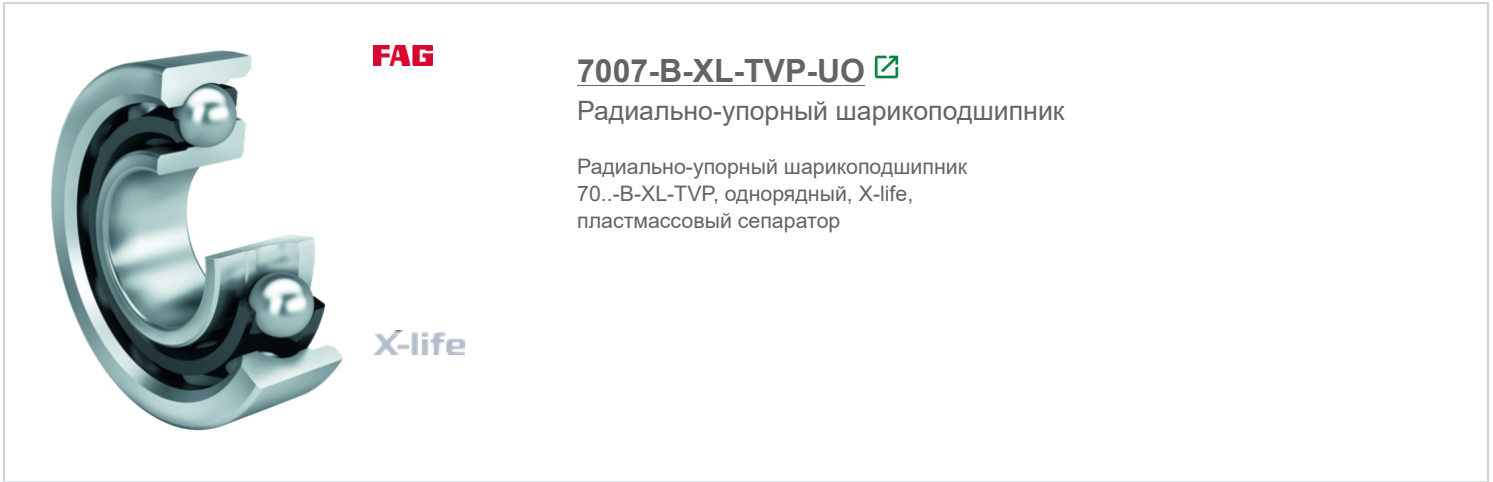 FAG
7007-B-XL-TVP-UO
Радиально-упорный шарикоподшипник
Радиально-упорный шарикоподшипник
70..-B-XL-TVP, однорядный, X-life,
пластмассовый сепаратор
X-life